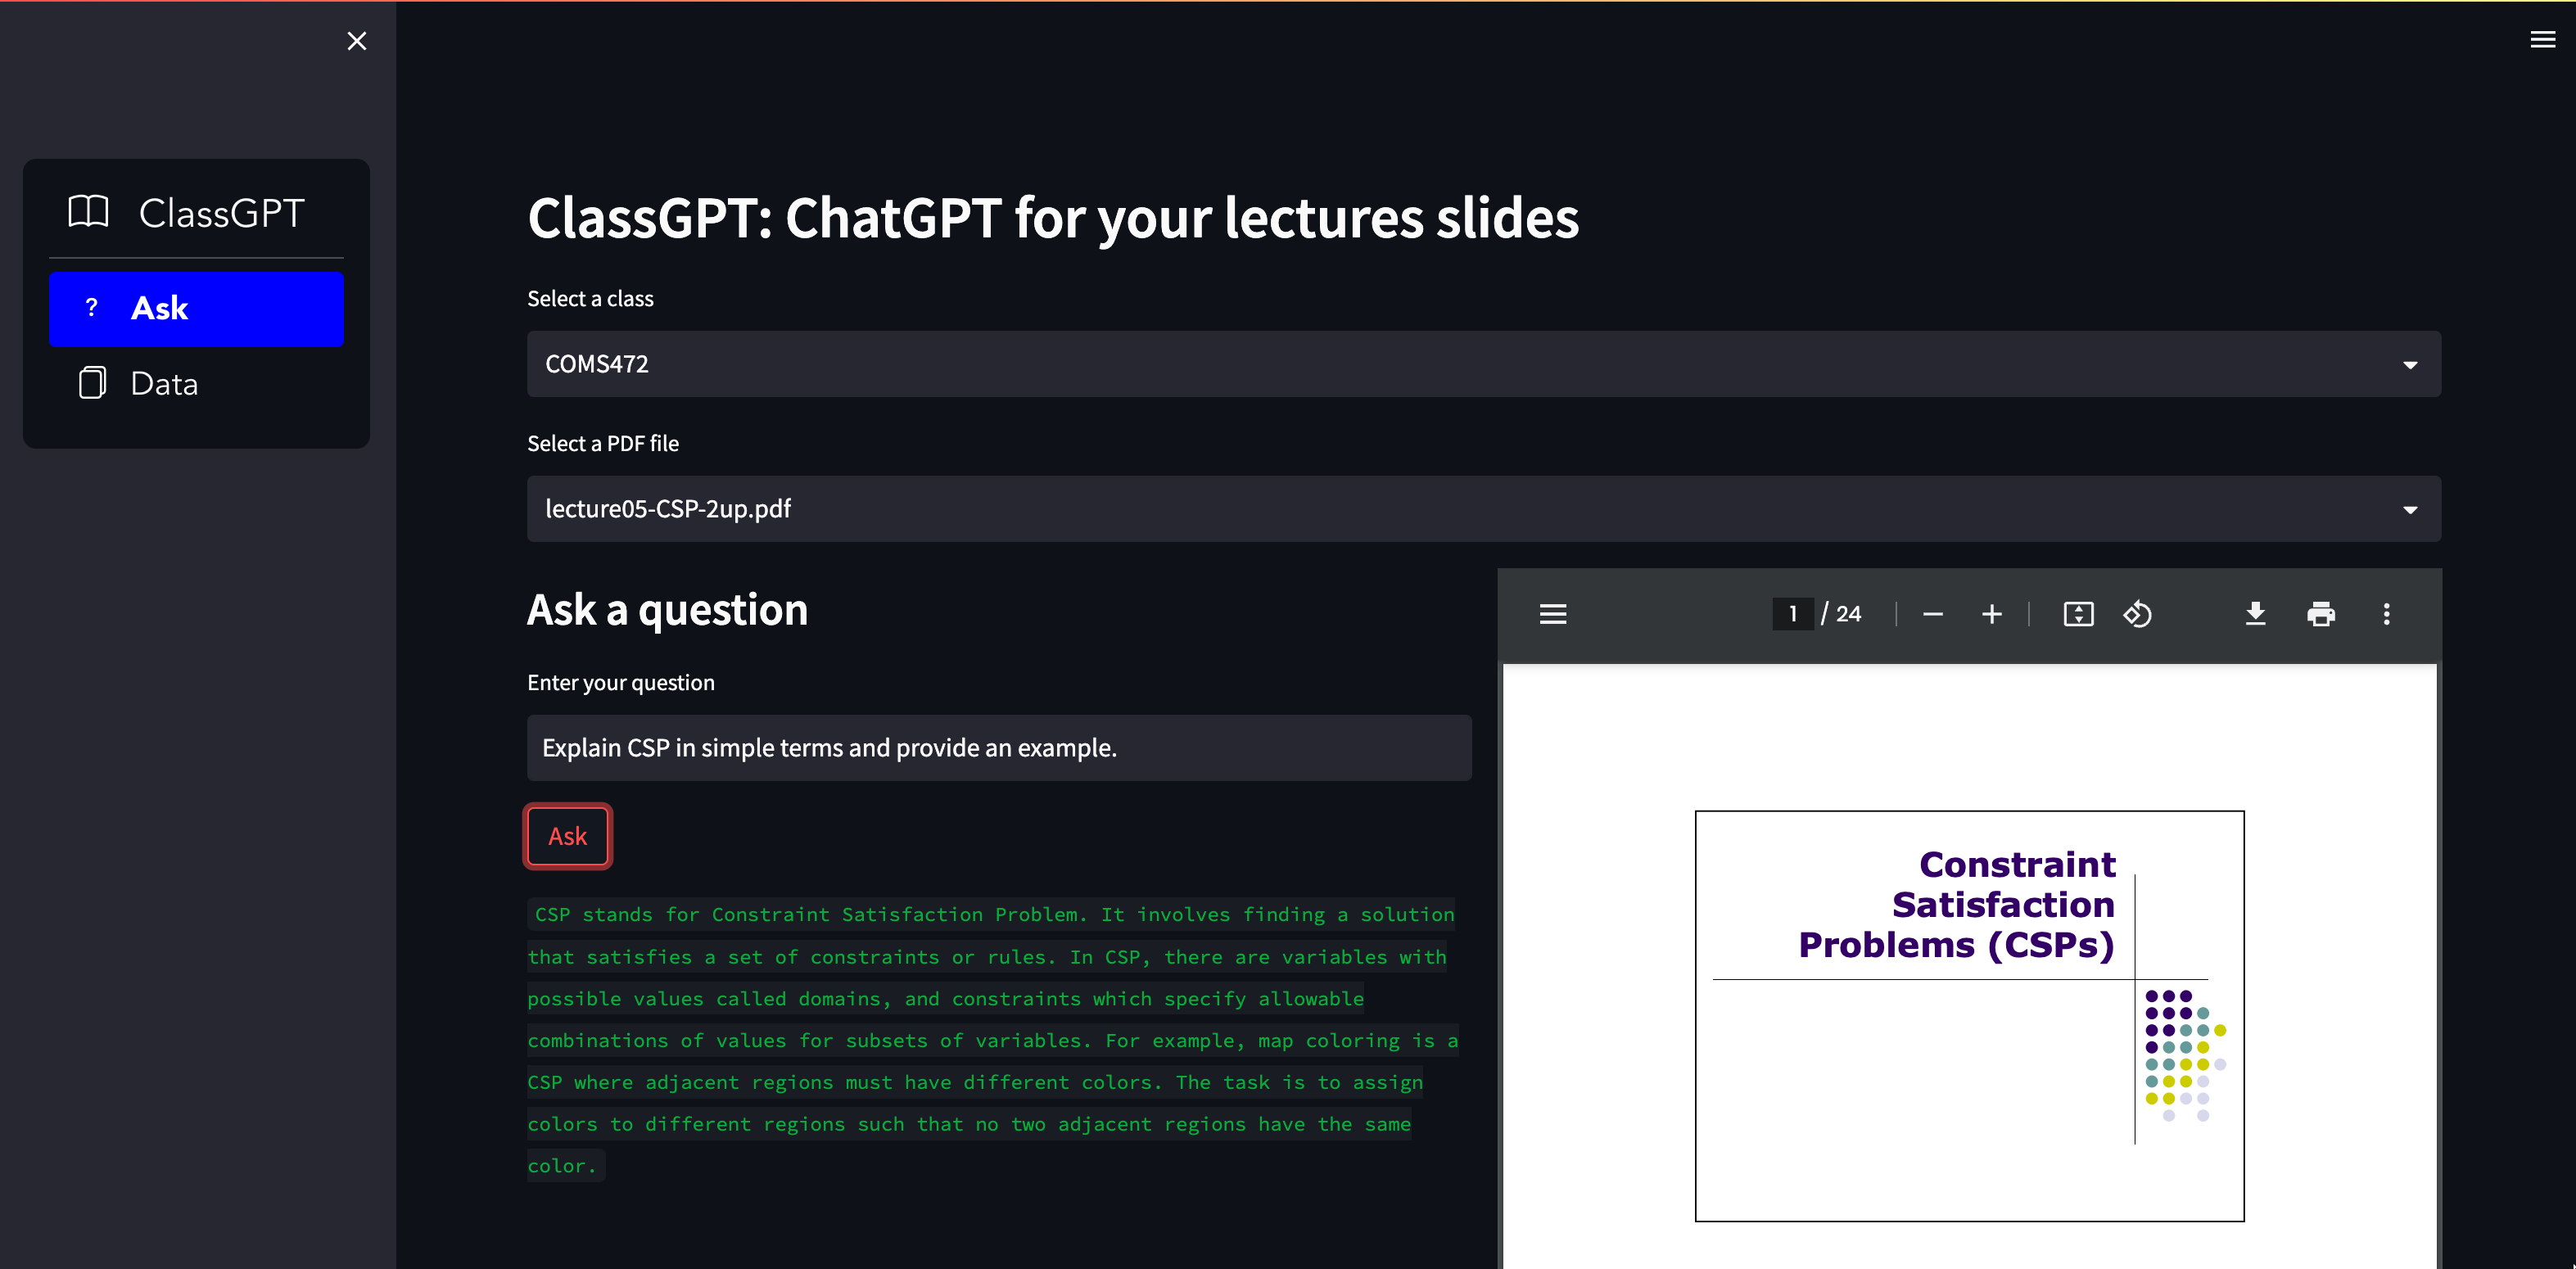 ClassGPT
? Ask
Data
ClassGPT: ChatGPT for your lectures slides
Select a class
COMS472
Select a PDF file
lecture05-CSP-2up.pdf
Ask a question
Enter your question
Explain CSP in simple terms and provide an example.
Ask
CSP stands for Constraint Satisfaction Problem. It involves finding a solution
that satisfies a set of constraints or rules. In CSP, there are variables with
possible values called domains, and constraints which specify allowable
combinations of values for subsets of variables. For example, map coloring is a
CSP where adjacent regions must have different colors. The task is to assign
colors to different regions such that no two adjacent regions have the same
color.
1 / 24
Constraint
Satisfaction
Problems (CSPs)